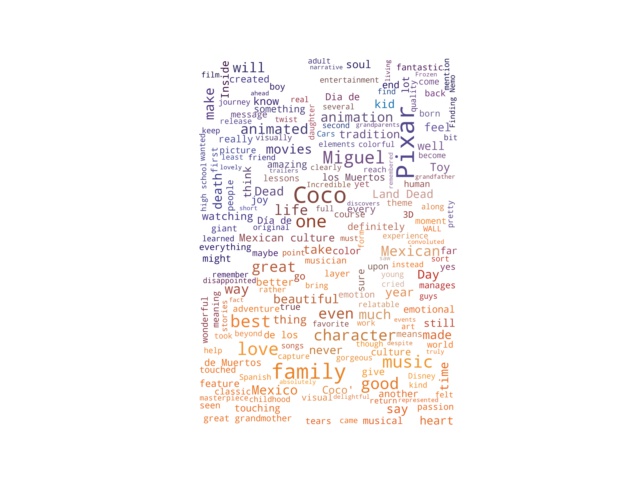 adult soul living fantastic
film Inside will narrative Frozen mention
created entertainment end lot come Finding Nemo
make ahead boy find quality back
journey know real Dia de kid
message something several animation born
release twist daughter second grandparents Pixar feel
keep animated cars tradition bit
wanted really visually elements colorful well
first picture movies Miguel remembered become
least friend amazing clearly reach Toy
high school lovely think trailers los Muertos grandfather
death people lessons Incredible yet human
Dead Coco Land Dead
joy life full discovers theme along pretty
watching short one every 3D moment
giant Día de original course definitely WALL
learned Mexican culture must form experience
everything convoluted
might maybe point take color Mexican far
great musician saw sort
remember go layer sure upon instead Day yes
disappointed better young manages
way rather bring emotion cried year guys
wonderful meaning fact beautiful relatable
stories adventure true even much emotional
best thing favorite work events art still
took beyond de los character means made
help love songs never though despite world
capture gorgeous culture truly
de Muertos music time
touched Spanish family give Disney
feature absolutely good kind
classic Mexico Coco' another felt
masterpiece childhood visual delightful return represented
seen touching say passion
great grandmother tears came musical heart